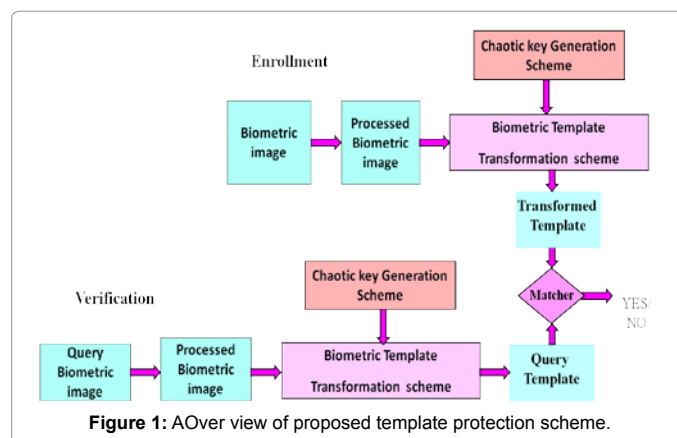 Enrollment
Chaotic key Generation
Scheme
Biometric
image
Processed
Biometric
image
Biometric Template
Transformation scheme
Transformed
Template
Matcher
YES/
NO
Verification
Chaotic key Generation
Scheme
Query
Biometric
image
Processed
Biometric
image
Biometric Template
Transformation scheme
Query
Template
Figure 1: AOver view of proposed template protection scheme.